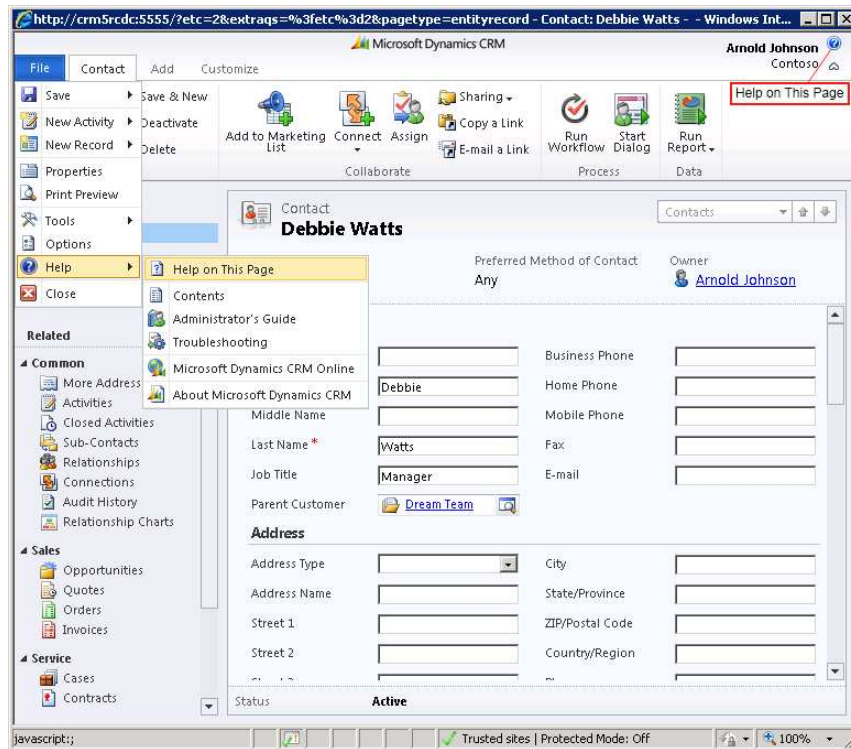 http://crm5rcdc:5555/?etc=2&extraqs=%3fetc%3d2&pagetype=entityrecord - Contact: Debbie Watts - - Windows Int...
Microsoft Dynamics CRM
Arnold Johnson
Contoso
File Contact Add Customize
Help on This Page
Save
Save & New
New Activity
Deactivate
New Record
Delete
Properties
Print Preview
Tools
Options
Help
Close
Add to Marketing List
Connect
Assign
Sharing
Copy a Link
E-mail a Link
Collaborate
Run Workflow
Start Dialog
Process
Run Report
Data
Help on This Page
Contents
Administrator's Guide
Troubleshooting
Microsoft Dynamics CRM Online
About Microsoft Dynamics CRM
Contact
Debbie Watts
Contacts
Preferred Method of Contact
Any
Owner
Arnold Johnson
Related
Common
More Address
Activities
Closed Activities
Sub-Contacts
Relationships
Connections
Audit History
Relationship Charts
Sales
Opportunities
Quotes
Orders
Invoices
Service
Cases
Contracts
Business Phone
Debbie
Home Phone
Middle Name
Mobile Phone
Last Name *
Watts
Fax
Job Title
Manager
E-mail
Parent Customer
Dream Team
Address
Address Type
City
Address Name
State/Province
Street 1
ZIP/Postal Code
Street 2
Country/Region
Status
Active
javascript:;
Trusted sites | Protected Mode: Off
100%